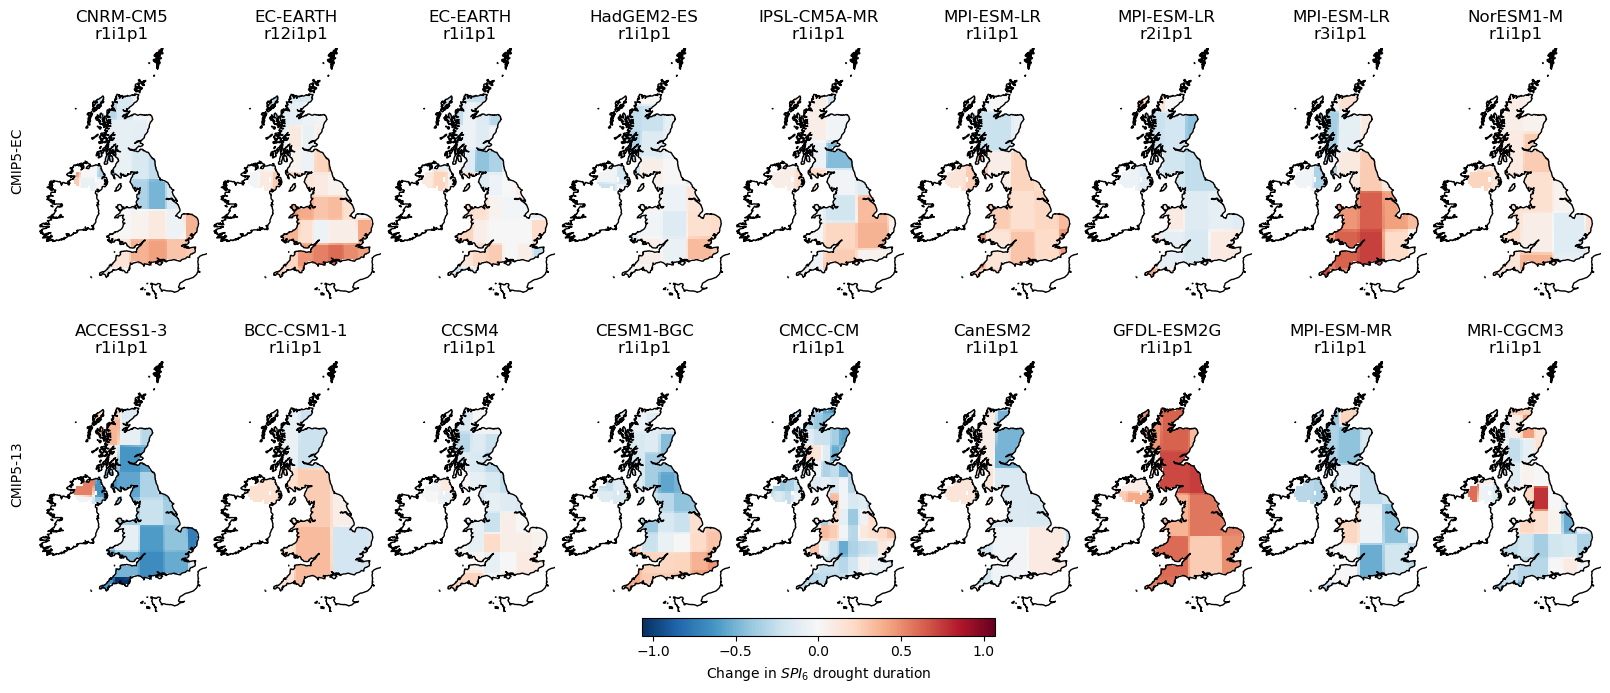 CNRM-CM5 EC-EARTH EC-EARTH HadGEM2-ES IPSL-CM5A-MR MPI-ESM-LR MPI-ESM-LR MPI-ESM-LR NorESM1-M
r1i1p1 r12i1p1 r1i1p1 r1i1p1 r1i1p1 r1i1p1 r2i1p1 r3i1p1 r1i1p1
CMIP5-EC
ACCESS1-3 BCC-CSM1-1 CCSM4 CESM1-BGC CMCC-CM CanESM2 GFDL-ESM2G MPI-ESM-MR MRI-CGCM3
r1i1p1 r1i1p1 r1i1p1 r1i1p1 r1i1p1 r1i1p1 r1i1p1 r1i1p1 r1i1p1
CMIP5-13
−1.0 −0.5 0.0 0.5 1.0
Change in SPI₆ drought duration